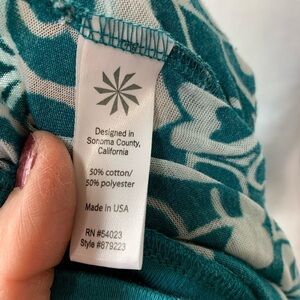 Designed in
Sonoma County,
California
50% cotton/
50% polyester
Made in USA
RN #54023
Style #879223